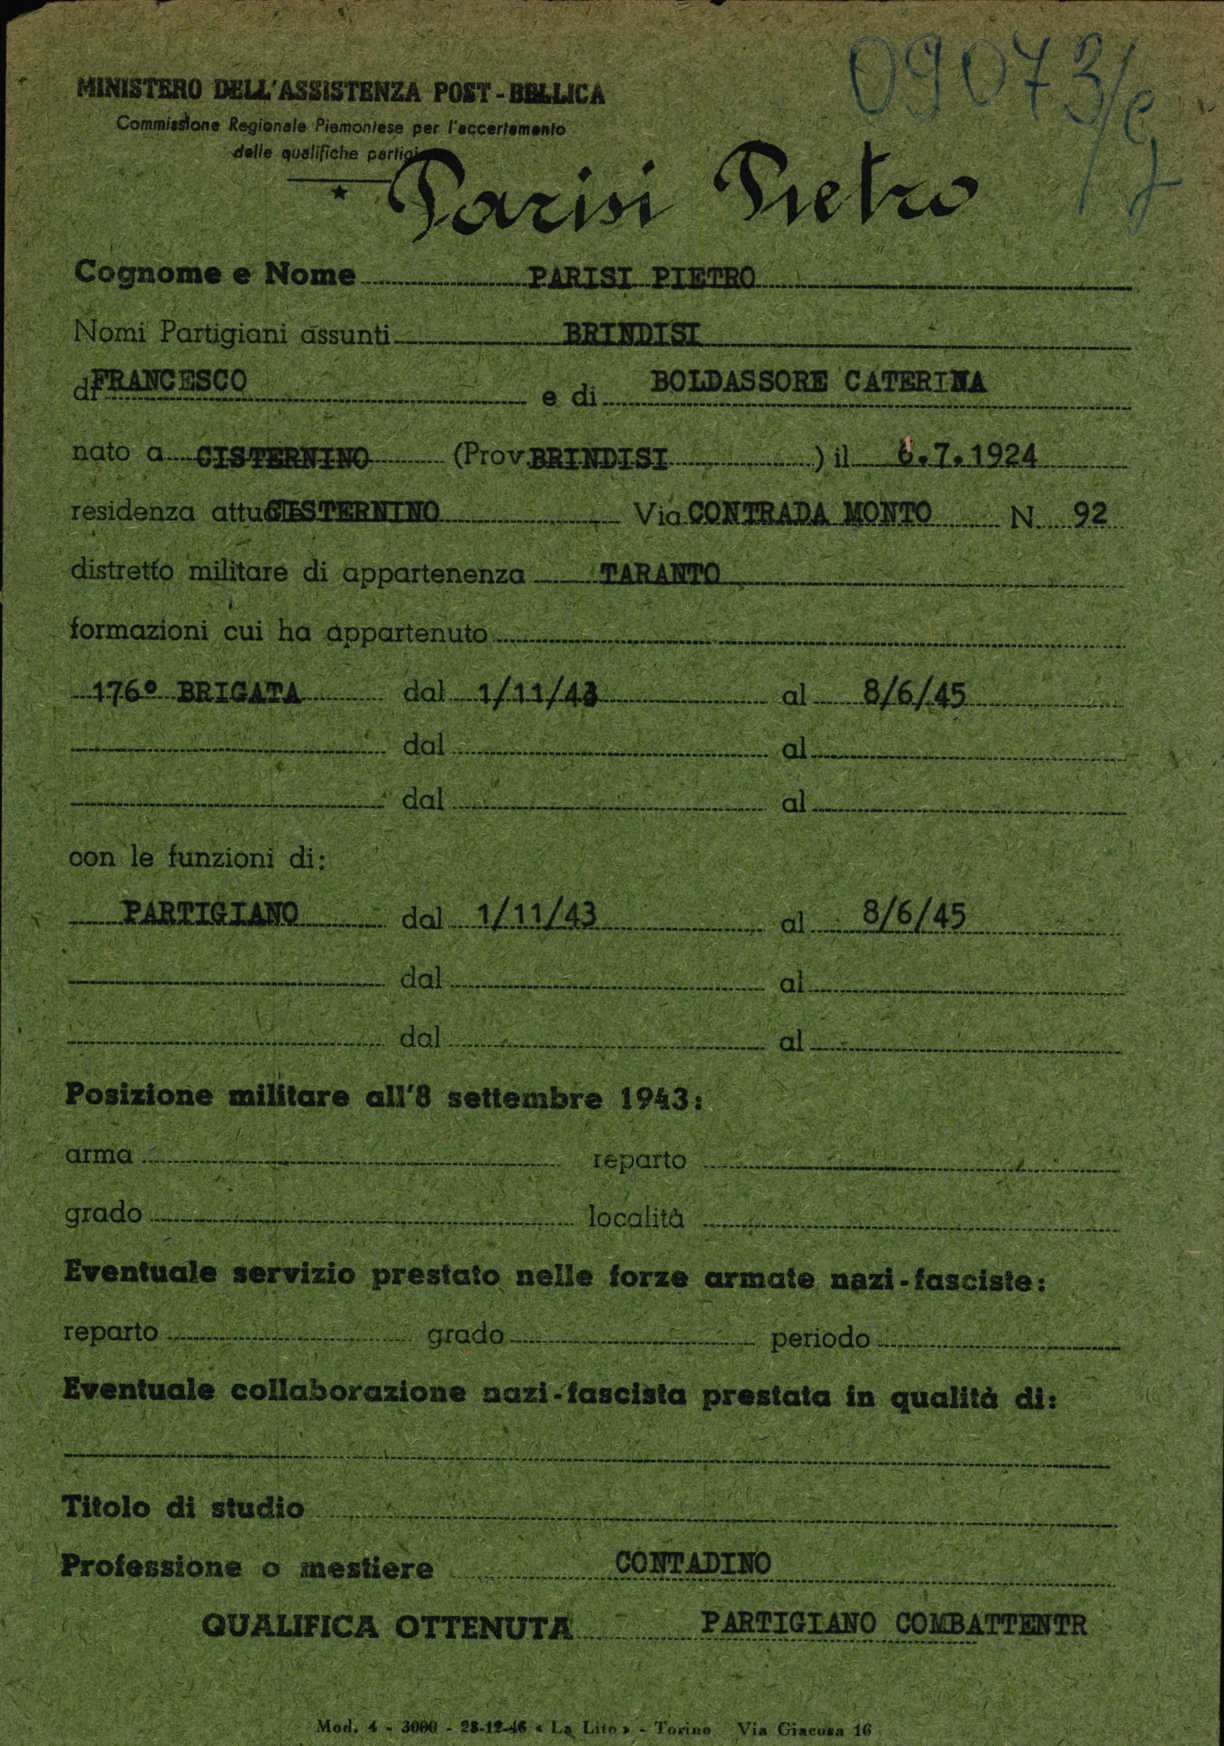 09073/e
MINISTERO DELL'ASSISTENZA POST-BELLICA
Commissione Regionale Piemontese per l'accertamento
delle qualifiche partigi
Parisi Pietro
Cognome e Nome PARISI PIETRO
Nomi Partigiani assunti BRINDISI
di FRANCESCO e di BOLDASSORE CATERINA
nato a CISTERNINO (Prov. BRINDISI ) il 6.7.1924
residenza attuale CISTERNINO Via CONTRADA MONTO N. 92
distretto militare di appartenenza TARANTO
formazioni cui ha appartenuto
176° BRIGATA dal 1/11/43 al 8/6/45
dal al
dal al
con le funzioni di:
PARTIGIANO dal 1/11/43 al 8/6/45
dal al
dal al
Posizione militare all'8 settembre 1943:
arma reparto
grado località
Eventuale servizio prestato nelle forze armate nazi-fasciste:
reparto grado periodo
Eventuale collaborazione nazi-fascista prestata in qualità di:
Titolo di studio
Professione o mestiere CONTADINO
QUALIFICA OTTENUTA PARTIGIANO COMBATTENTR
Mod. 4 - 3000 - 28-12-46 « La Lito » - Torino Via Giacosa 16